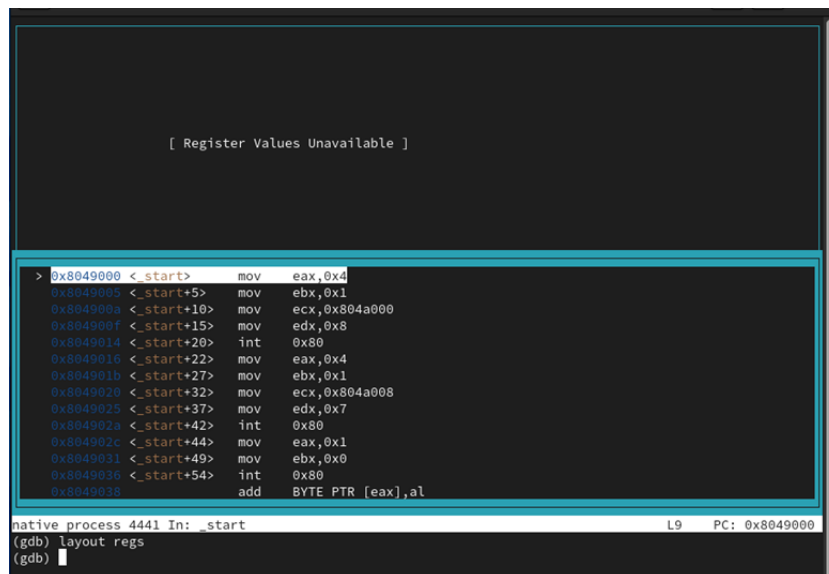 [ Register Values Unavailable ]
> 0x8049000 <_start> mov eax,0x4
0x8049005 <_start+5> mov ebx,0x1
0x804900a <_start+10> mov ecx,0x804a000
0x804900f <_start+15> mov edx,0x8
0x8049014 <_start+20> int 0x80
0x8049016 <_start+22> mov eax,0x4
0x804901b <_start+27> mov ebx,0x1
0x8049020 <_start+32> mov ecx,0x804a008
0x8049025 <_start+37> mov edx,0x7
0x804902a <_start+42> int 0x80
0x804902c <_start+44> mov eax,0x1
0x8049031 <_start+49> mov ebx,0x0
0x8049036 <_start+54> int 0x80
0x8049038 add BYTE PTR [eax],al
native process 4441 In: _start L9 PC: 0x8049000
(gdb) layout regs
(gdb)